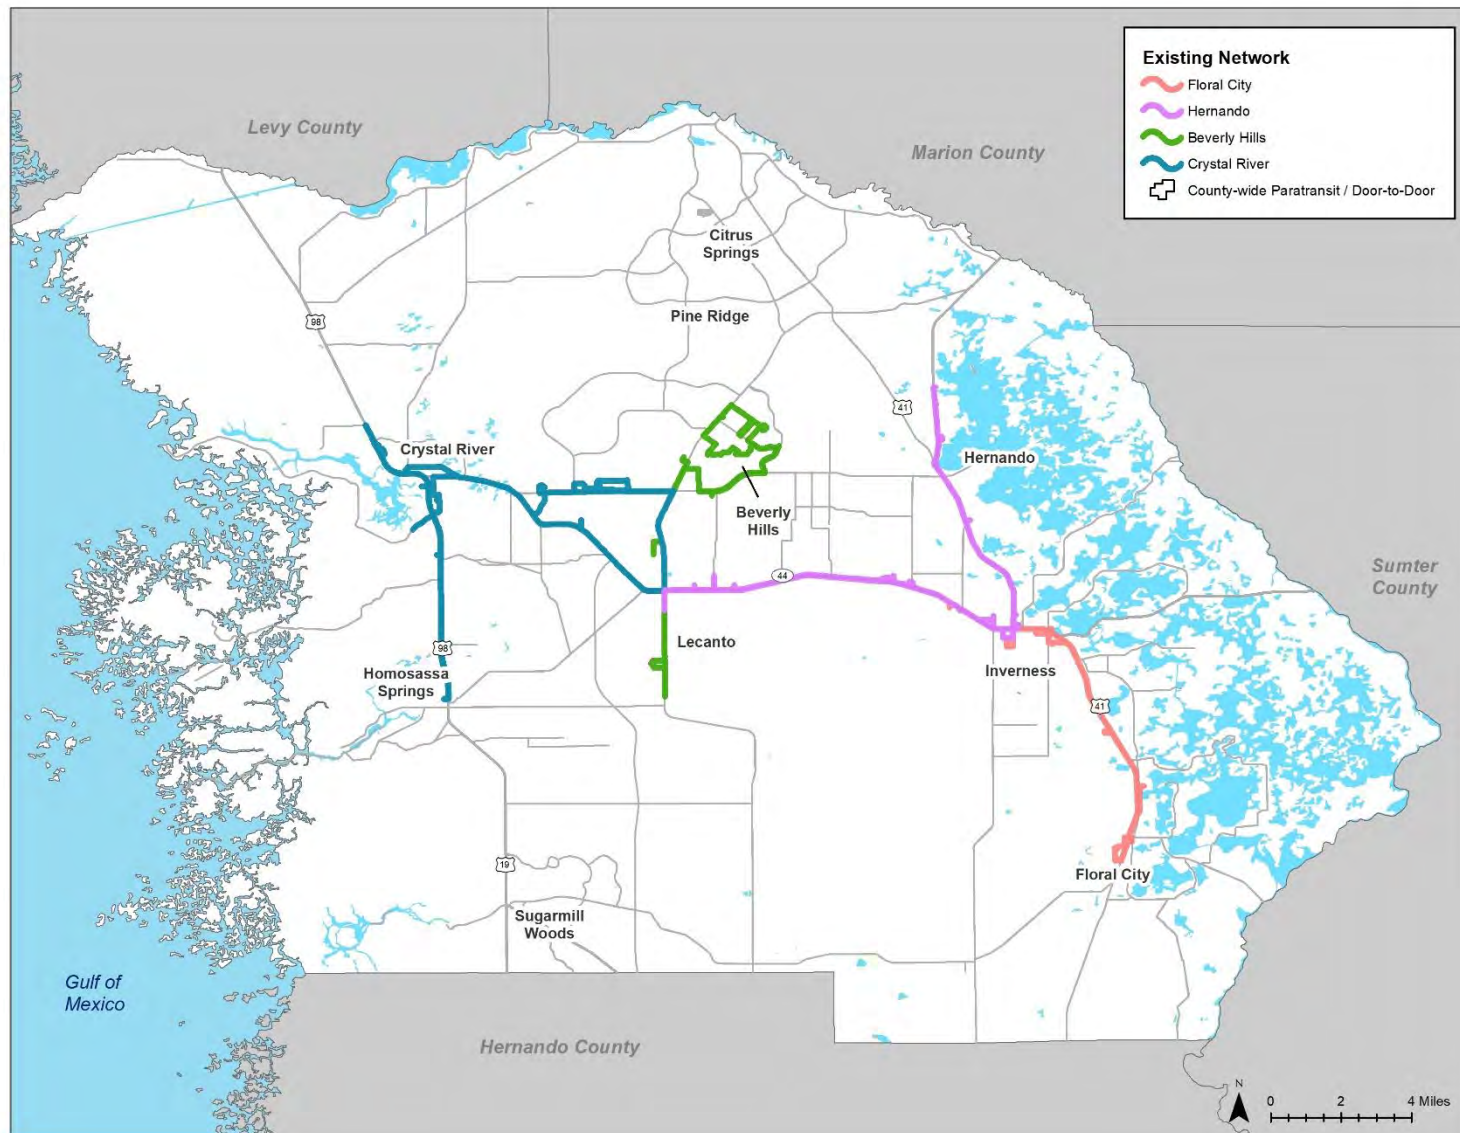 Existing Network
Floral City
Hernando
Beverly Hills
Crystal River
County-wide Paratransit / Door-to-Door
Levy County
Marion County
Citrus
Springs
98
Pine Ridge
41
Crystal River
Hernando
Beverly
Hills
44
Sumter
County
98
Lecanto
Homosassa
Springs
Inverness
41
19
Floral City
Sugarmill
Woods
Gulf of
Mexico
Hernando County
N
0 2 4 Miles